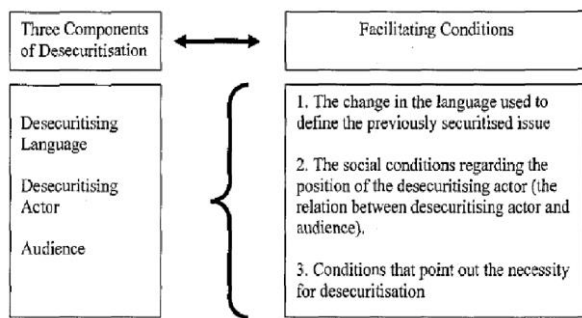 Three Components
of Desecuritisation
Facilitating Conditions
Desecuritising
Language
Desecuritising
Actor
Audience
1. The change in the language used to
define the previously securitised issue
2. The social conditions regarding the
position of the desecuritising actor (the
relation between desecuritising actor and
audience).
3. Conditions that point out the necessity
for desecuritisation